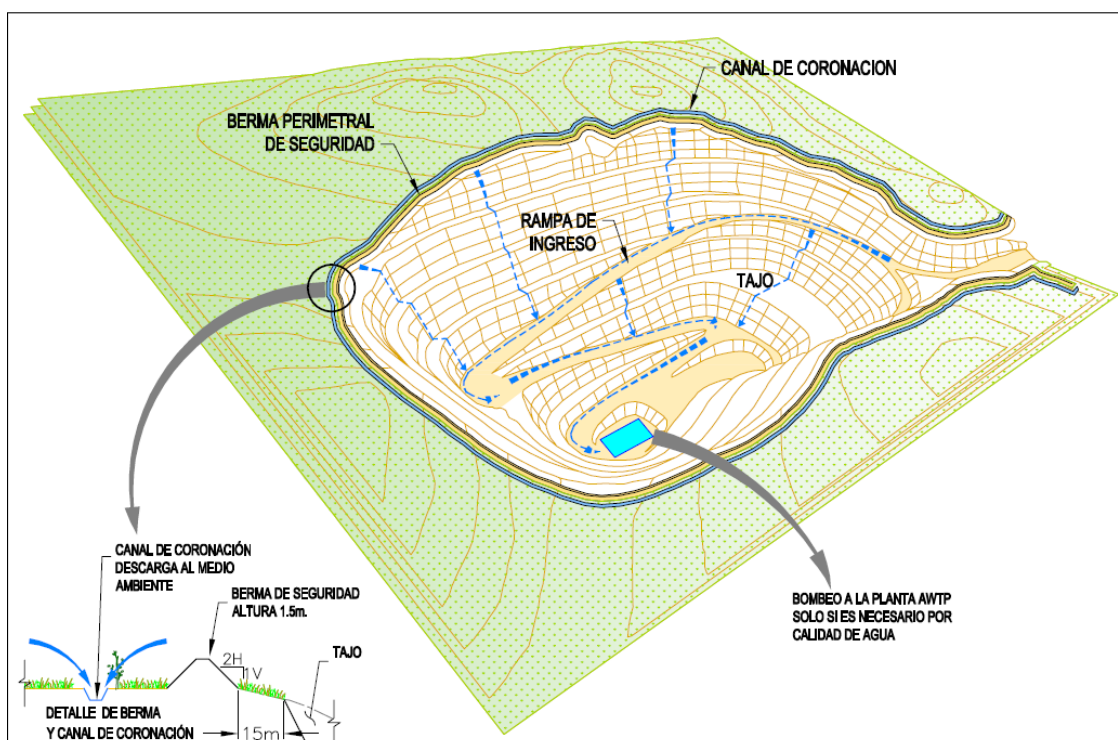 CANAL DE CORONACION
BERMA PERIMETRAL
DE SEGURIDAD
RAMPA DE
INGRESO
TAJO
CANAL DE CORONACIÓN
DESCARGA AL MEDIO
AMBIENTE
BERMA DE SEGURIDAD
ALTURA 1.5m.
BOMBEO A LA PLANTA AWTP
SOLO SI ES NECESARIO POR
CALIDAD DE AGUA
2H
1V
TAJO
DETALLE DE BERMA
Y CANAL DE CORONACIÓN
15m